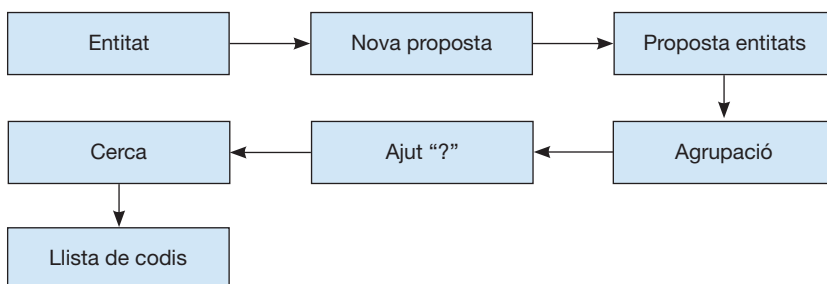 Entitat
Nova proposta
Proposta entitats
Agrupació
Ajut “?”
Cerca
Llista de codis